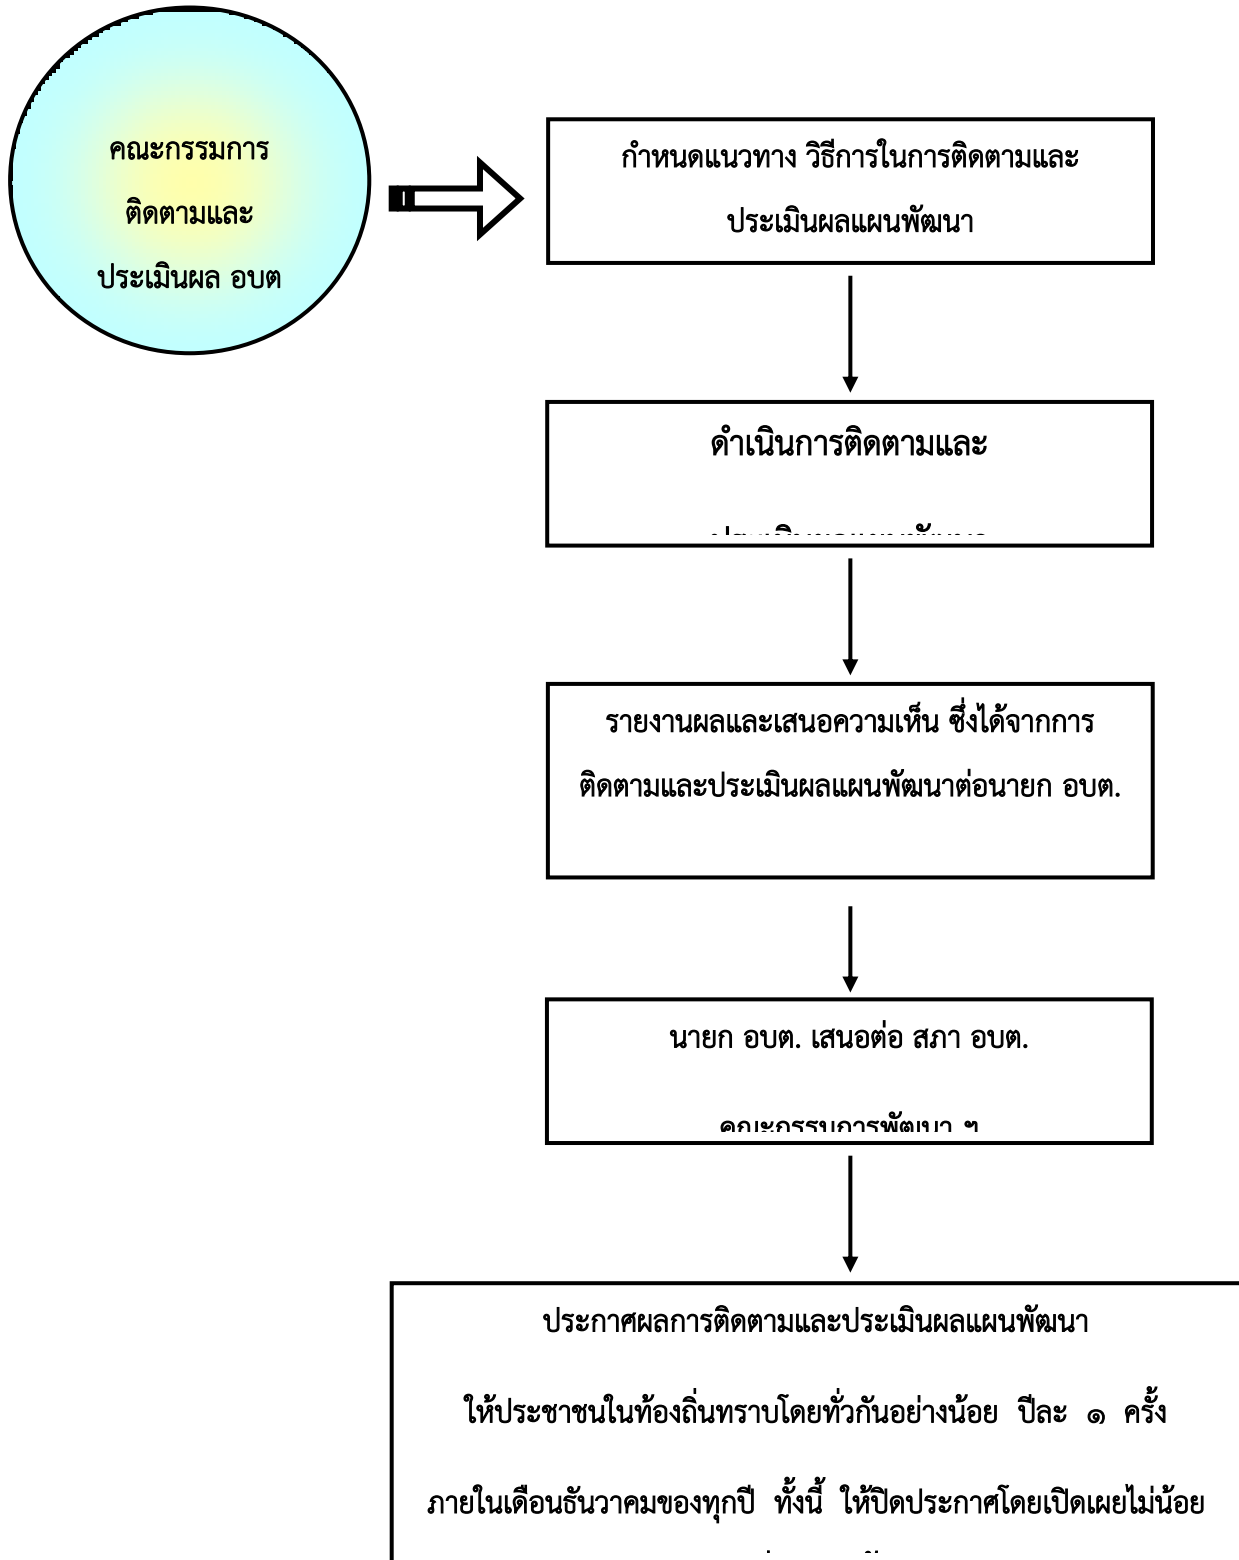 คณะกรรมการ
ติดตามและ
ประเมินผล อบต
กำหนดแนวทาง วิธีการในการติดตามและ
ประเมินผลแผนพัฒนา
ดำเนินการติดตามและ
รายงานผลและเสนอความเห็น ซึ่งได้จากการ
ติดตามและประเมินผลแผนพัฒนาต่อนายก อบต.
นายก อบต. เสนอต่อ สภา อบต.
คณะกรรมการพัฒนา ฯ
ประกาศผลการติดตามและประเมินผลแผนพัฒนา
ให้ประชาชนในท้องถิ่นทราบโดยทั่วกันอย่างน้อย ปีละ ๑ ครั้ง
ภายในเดือนธันวาคมของทุกปี ทั้งนี้ ให้ปิดประกาศโดยเปิดเผยไม่น้อย